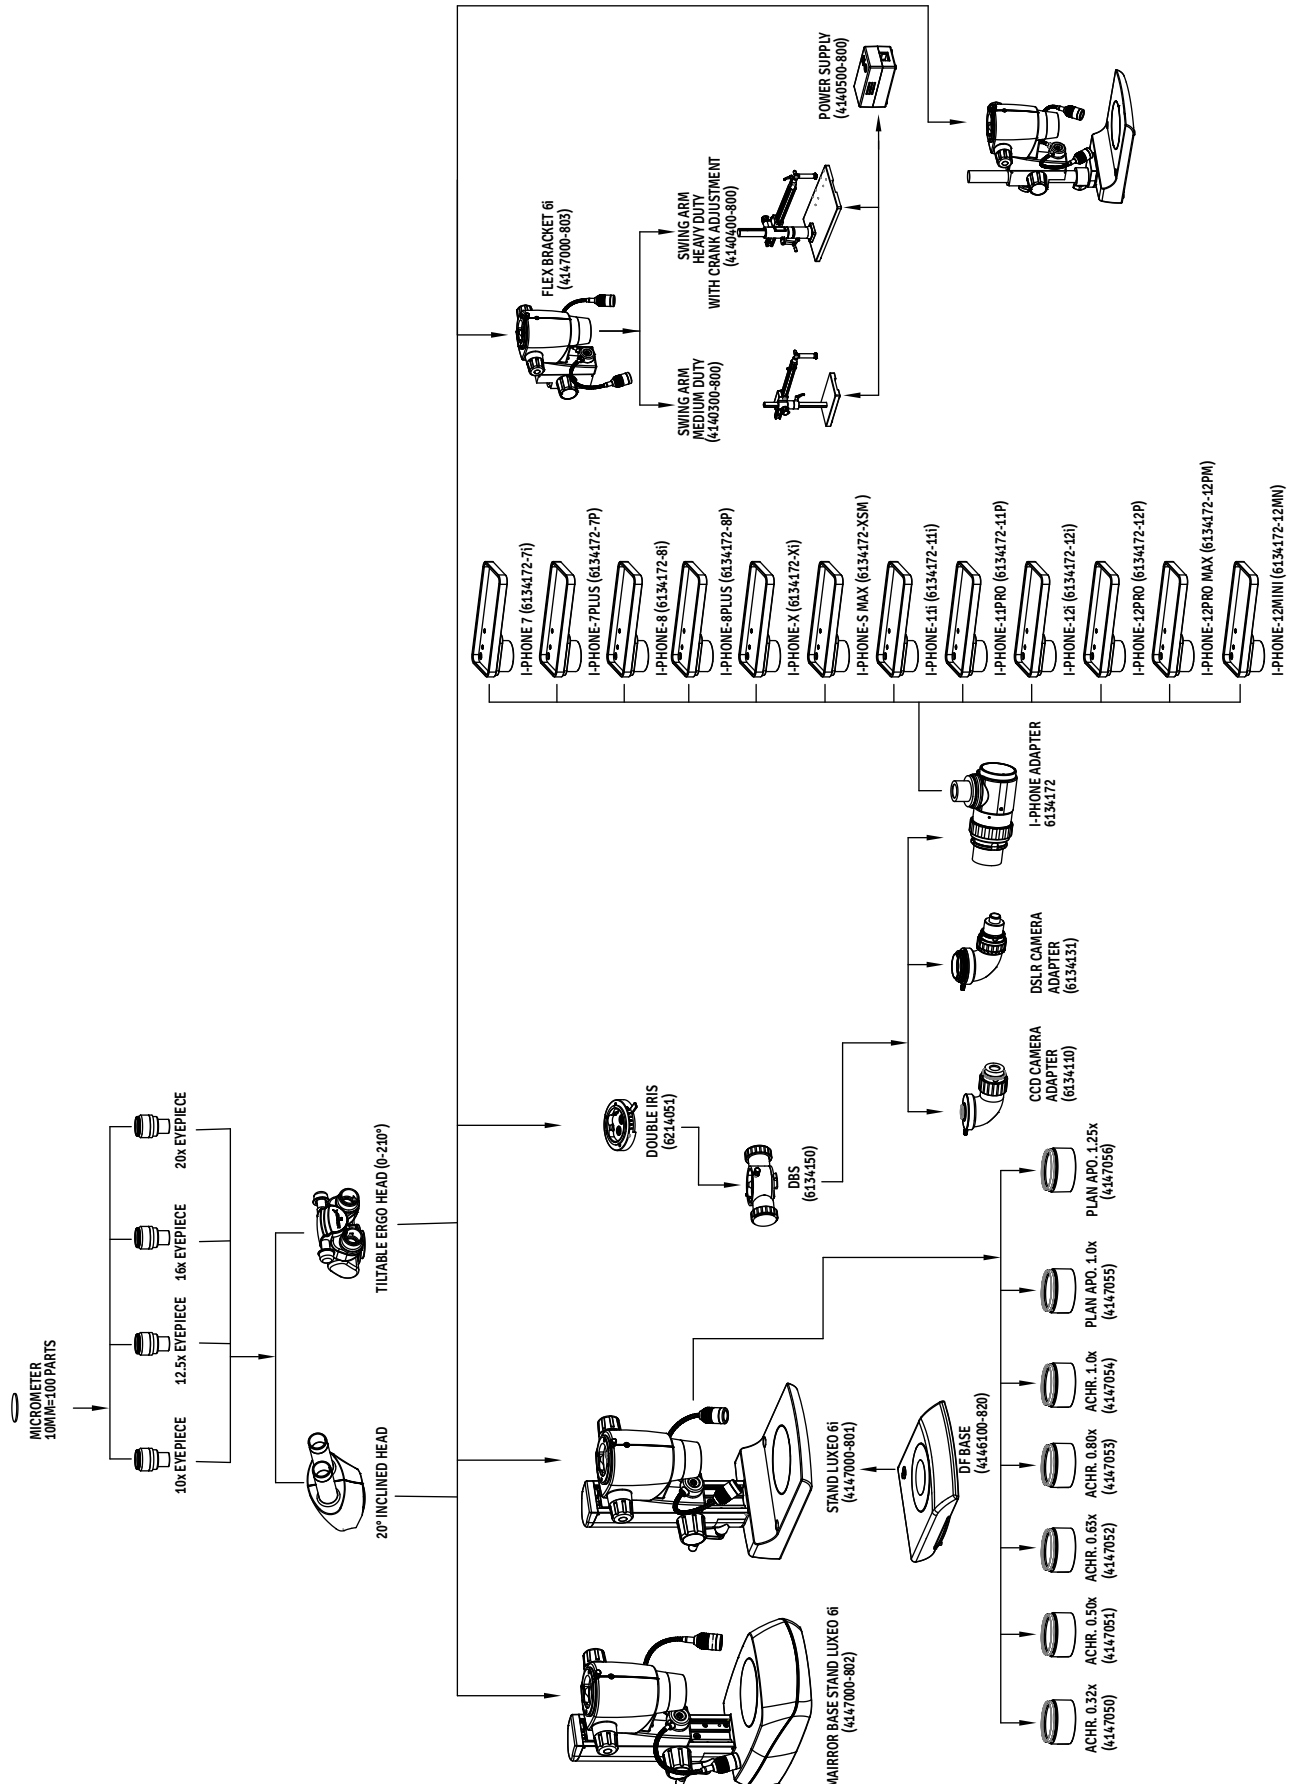 MICROMETER
10MM=100 PARTS
10x EYEPIECE
12.5x EYEPIECE
16x EYEPIECE
20x EYEPIECE
20° INCLINED HEAD
TILTABLE ERGO HEAD (0-210°)
FLEX BRACKET 6i
(4147000-803)
SWING ARM
MEDIUM DUTY
(4140300-800)
SWING ARM
HEAVY DUTY
WITH CRANK ADJUSTMENT
(4140400-800)
POWER SUPPLY
(4140500-800)
I-PHONE 7 (6134172-7i)
I-PHONE-7PLUS (6134172-7P)
I-PHONE-8 (6134172-8i)
I-PHONE-8PLUS (6134172-8P)
I-PHONE-X (6134172-Xi)
I-PHONE-S MAX (6134172-XSM )
I-PHONE-11i (6134172-11i)
I-PHONE-11PRO (6134172-11P)
I-PHONE-12i (6134172-12i)
I-PHONE-12PRO (6134172-12P)
I-PHONE-12PRO MAX (6134172-12PM)
I-PHONE-12MINI (6134172-12MN)
DOUBLE IRIS
(6214051)
DBS
(6134150)
CCD CAMERA
ADAPTER
(6134110)
DSLR CAMERA
ADAPTER
(6134131)
I-PHONE ADAPTER
6134172
MAIRROR BASE STAND LUXEO 6i
(4147000-802)
STAND LUXEO 6i
(4147000-801)
DF BASE
(4146100-820)
ACHR. 0.32x
(4147050)
ACHR. 0.50x
(4147051)
ACHR. 0.63x
(4147052)
ACHR. 0.80x
(4147053)
ACHR. 1.0x
(4147054)
PLAN APO. 1.0x
(4147055)
PLAN APO. 1.25x
(4147056)